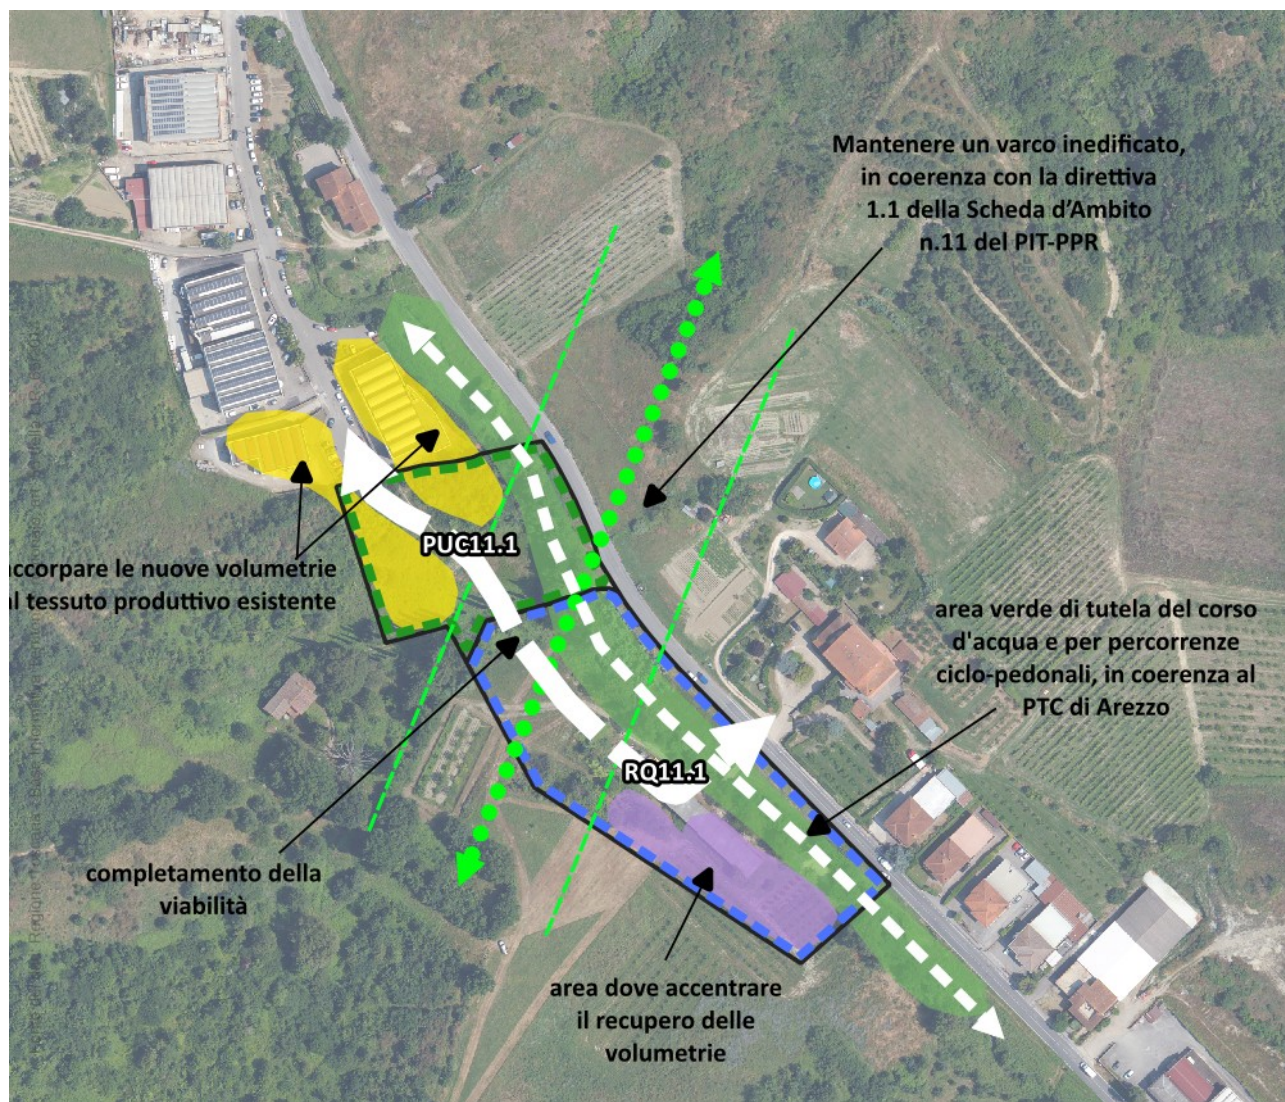 Mantenere un varco inedificato,
in coerenza con la direttiva
1.1 della Scheda d'Ambito
n.11 del PIT-PPR
PUC11.1
ccorpare le nuove volumetrie
l tessuto produttivo esistente
area verde di tutela del corso
d'acqua e per percorrenze
ciclo-pedonali, in coerenza al
PTC di Arezzo
RQ11.1
completamento della
viabilità
area dove accentrare
il recupero delle
volumetrie